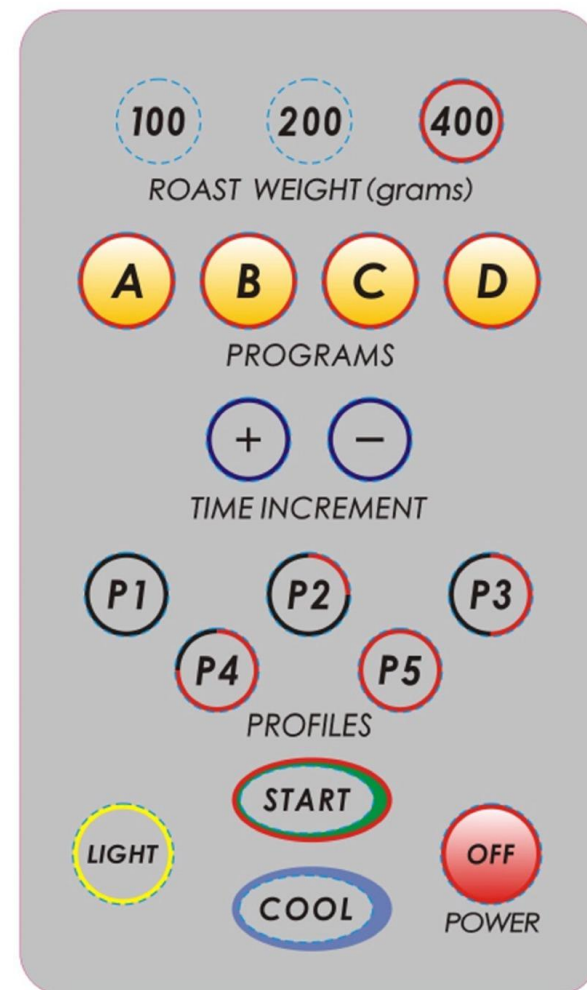 100 200 400
ROAST WEIGHT (grams)
A B C D
PROGRAMS
+ −
TIME INCREMENT
P1 P2 P3
P4 P5
PROFILES
START
LIGHT OFF
COOL
POWER